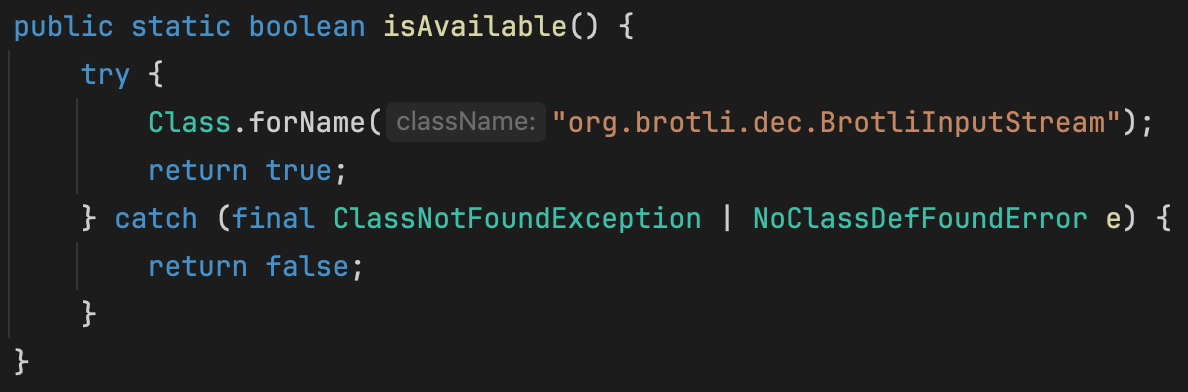 public static boolean isAvailable() {
    try {
        Class.forName( className: "org.brotli.dec.BrotliInputStream");
        return true;
    } catch (final ClassNotFoundException | NoClassDefFoundError e) {
        return false;
    }
}